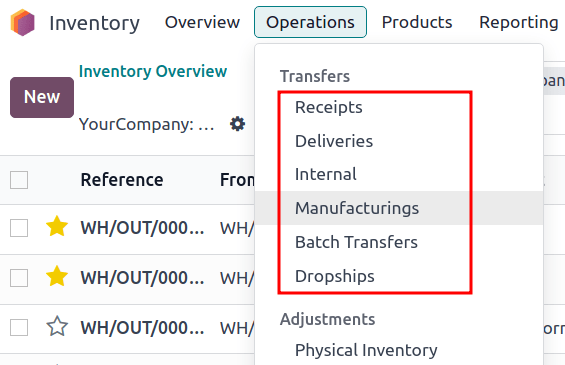 Inventory Overview Operations Products Reporting
New
Inventory Overview
YourCompany: ...
Transfers
Receipts
Deliveries
Internal
Manufacturings
Batch Transfers
Dropships
Adjustments
Physical Inventory
Reference
WH/OUT/000...
WH/
WH/OUT/000...
WH/
WH/OUT/000...
WH/